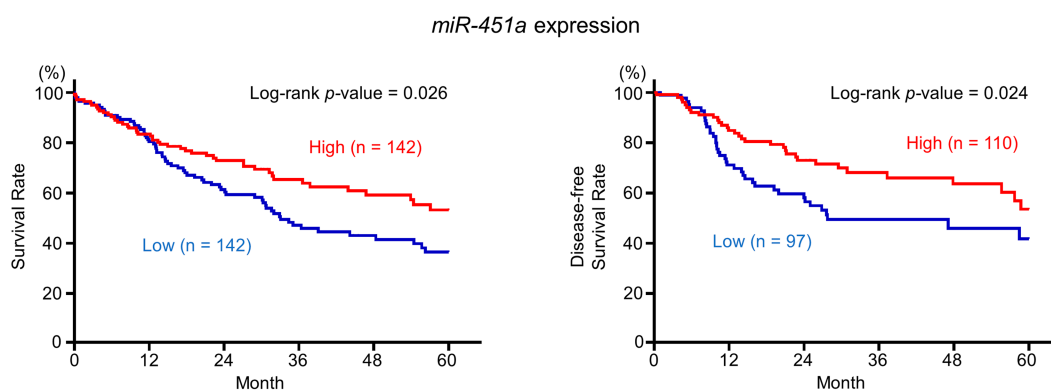 miR-451a expression
(%)
100
80
60
40
20
0
Survival Rate
Log-rank p-value = 0.026
High (n = 142)
Low (n = 142)
0 12 24 36 48 60
Month
(%)
100
80
60
40
20
0
Disease-free
Survival Rate
Log-rank p-value = 0.024
High (n = 110)
Low (n = 97)
0 12 24 36 48 60
Month